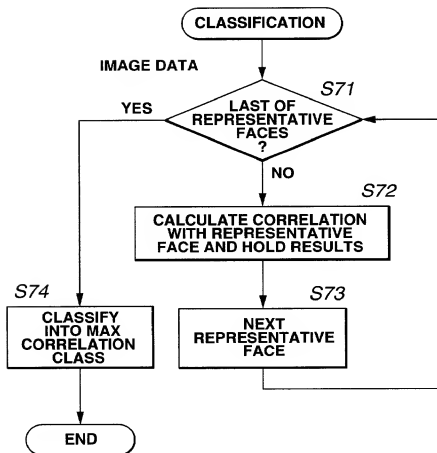 CLASSIFICATION
IMAGE DATA
S71
YES
LAST OF
REPRESENTATIVE
FACES
?
NO
S72
CALCULATE CORRELATION
WITH REPRESENTATIVE
FACE AND HOLD RESULTS
S74
CLASSIFY
INTO MAX
CORRELATION
CLASS
S73
NEXT
REPRESENTATIVE
FACE
END